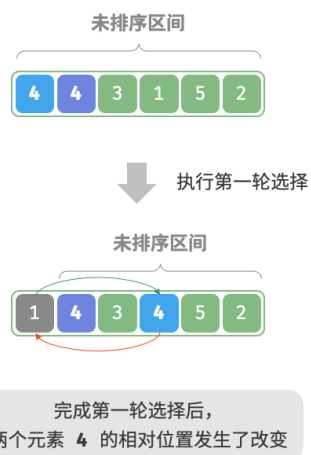 未排序区间
4 4 3 1 5 2
执行第一轮选择
未排序区间
1 4 3 4 5 2
完成第一轮选择后，
两个元素 4 的相对位置发生了改变